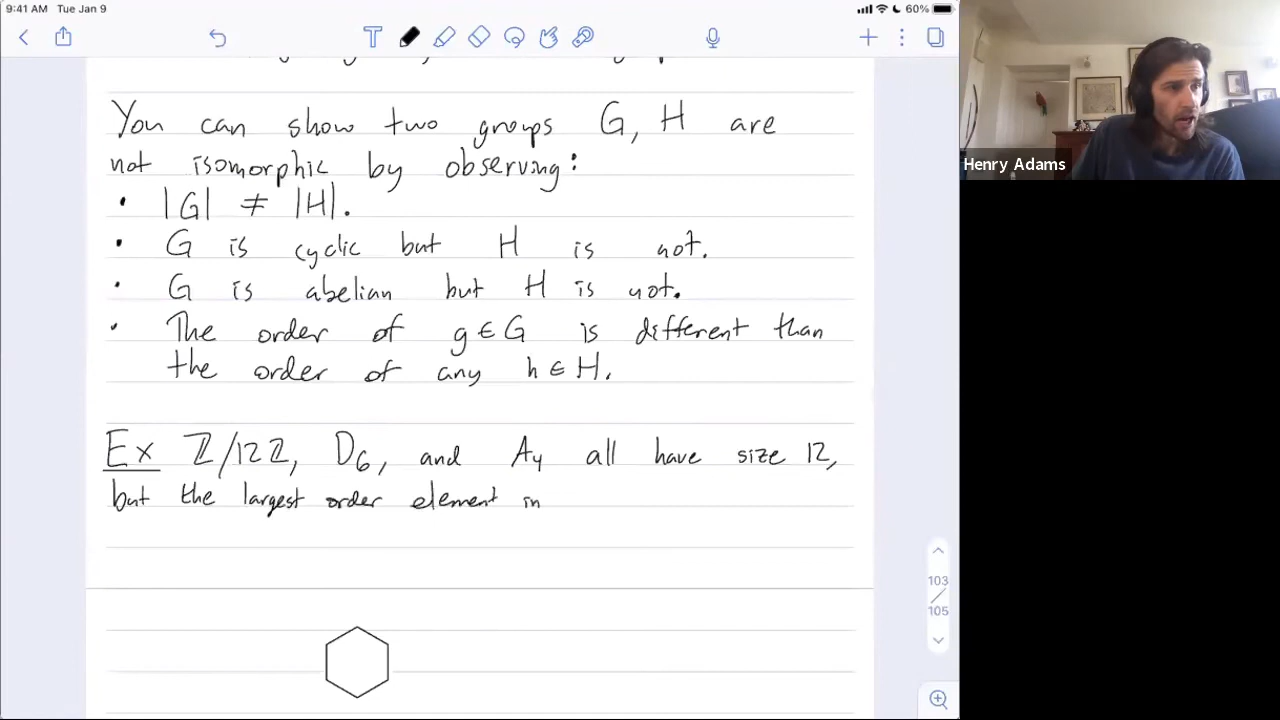 9:41 AM Tue Jan 9
60%
You can show two groups G, H are
not isomorphic by observing:
• |G| ≠ |H|.
• G is cyclic but H is not.
• G is abelian but H is not.
• The order of g ∈ G is different than
the order of any h ∈ H.
Ex ℤ/12ℤ, D₆, and A₄ all have size 12,
but the largest order element in
103
/
105
Henry Adams